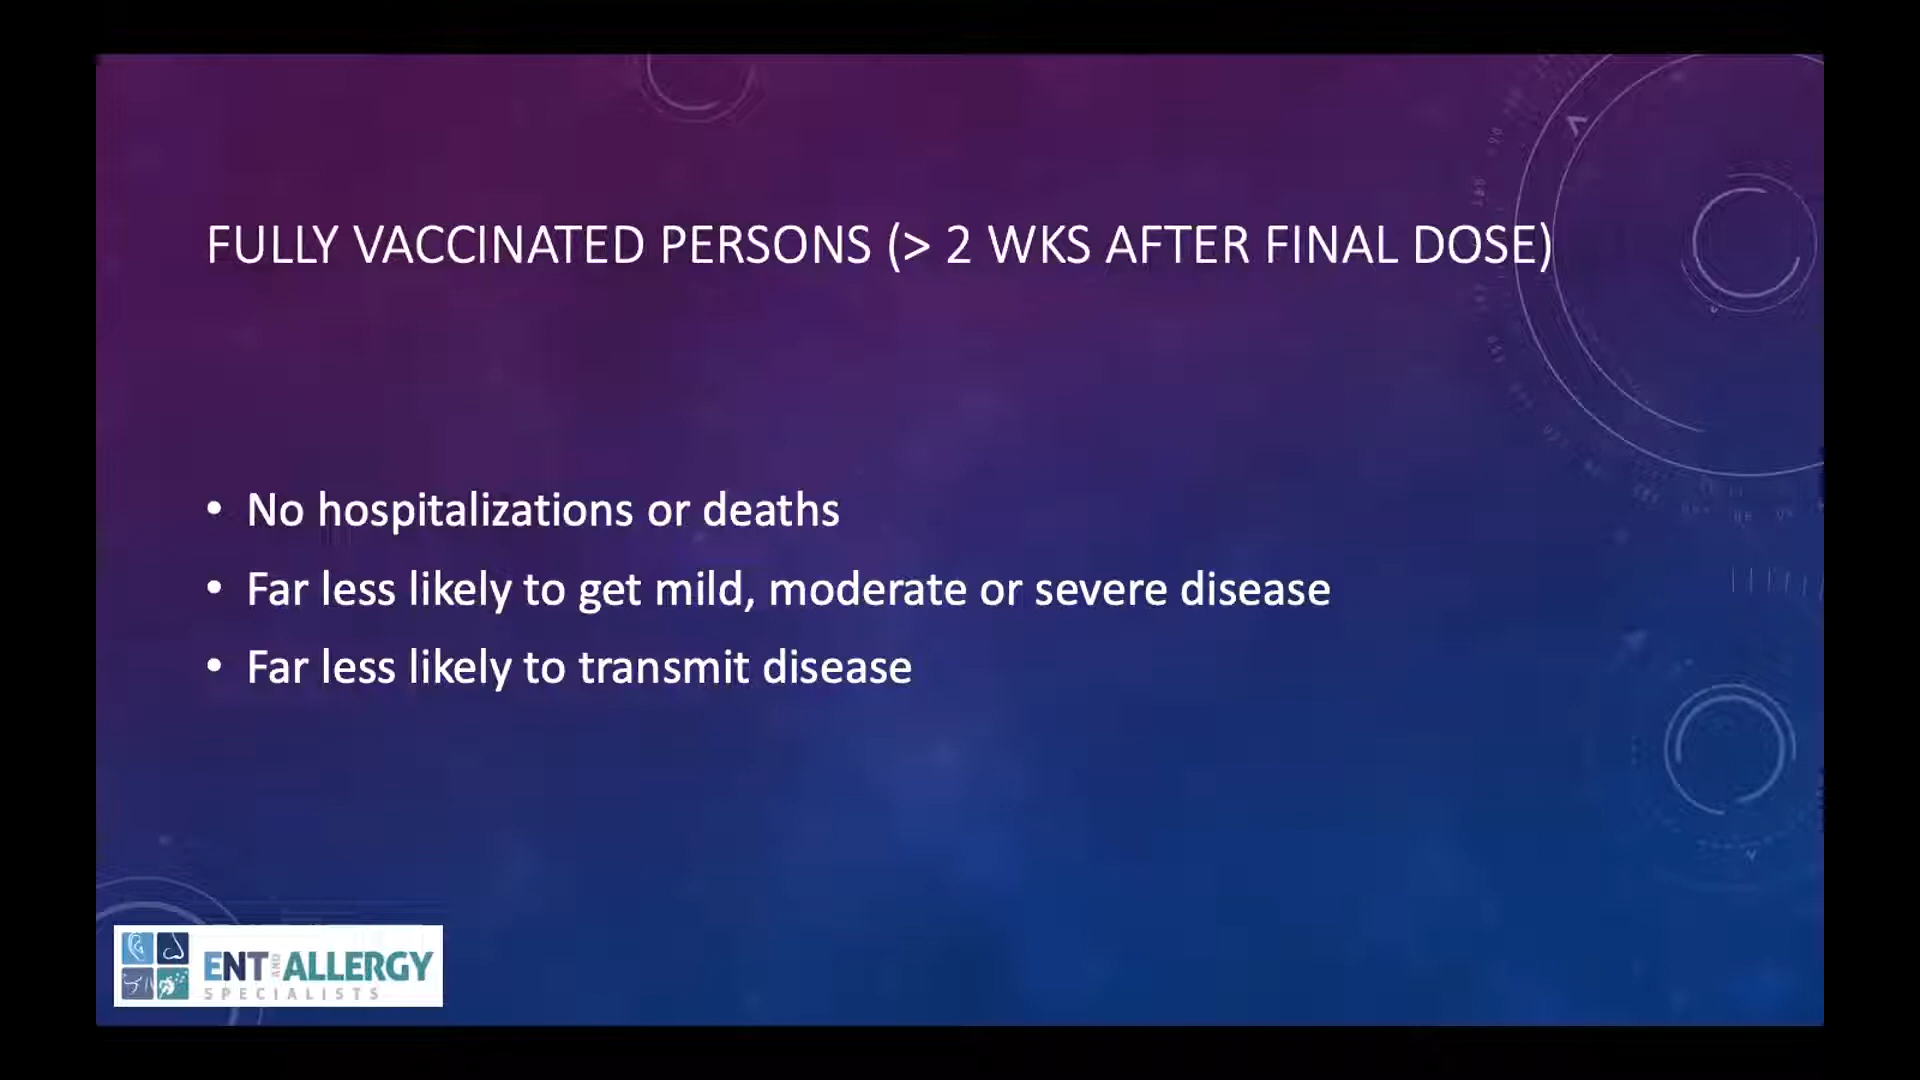 FULLY VACCINATED PERSONS (> 2 WKS AFTER FINAL DOSE)
• No hospitalizations or deaths
• Far less likely to get mild, moderate or severe disease
• Far less likely to transmit disease
ENT AND ALLERGY
SPECIALISTS